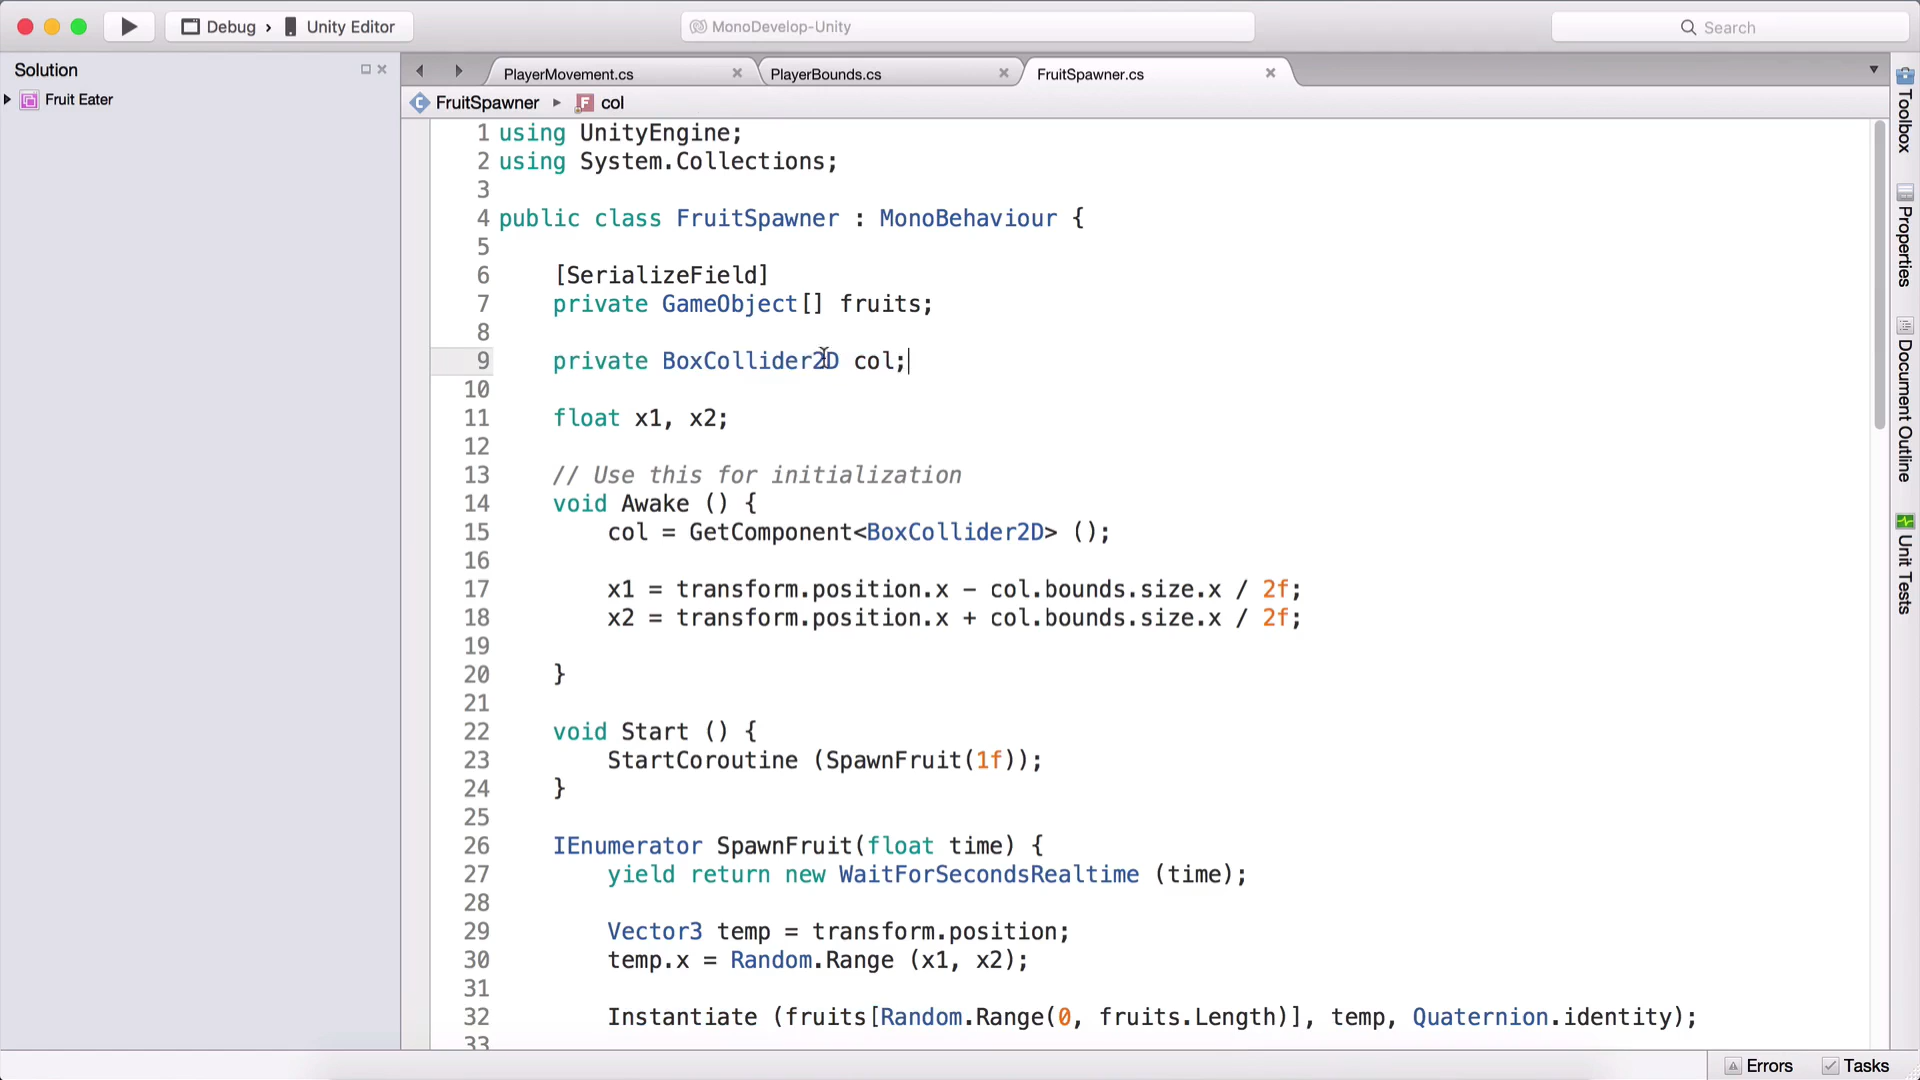 Debug › Unity Editor
MonoDevelop-Unity
Search
Solution
Fruit Eater
PlayerMovement.cs
PlayerBounds.cs
FruitSpawner.cs
FruitSpawner
col
1 using UnityEngine;
2 using System.Collections;
3
4 public class FruitSpawner : MonoBehaviour {
5
6 [SerializeField]
7 private GameObject[] fruits;
8
9 private BoxCollider2D col;
10
11 float x1, x2;
12
13 // Use this for initialization
14 void Awake () {
15 col = GetComponent<BoxCollider2D> ();
16
17 x1 = transform.position.x - col.bounds.size.x / 2f;
18 x2 = transform.position.x + col.bounds.size.x / 2f;
19
20 }
21
22 void Start () {
23 StartCoroutine (SpawnFruit(1f));
24 }
25
26 IEnumerator SpawnFruit(float time) {
27 yield return new WaitForSecondsRealtime (time);
28
29 Vector3 temp = transform.position;
30 temp.x = Random.Range (x1, x2);
31
32 Instantiate (fruits[Random.Range(0, fruits.Length)], temp, Quaternion.identity);
33
Toolbox
Properties
Document Outline
Unit Tests
Errors
Tasks